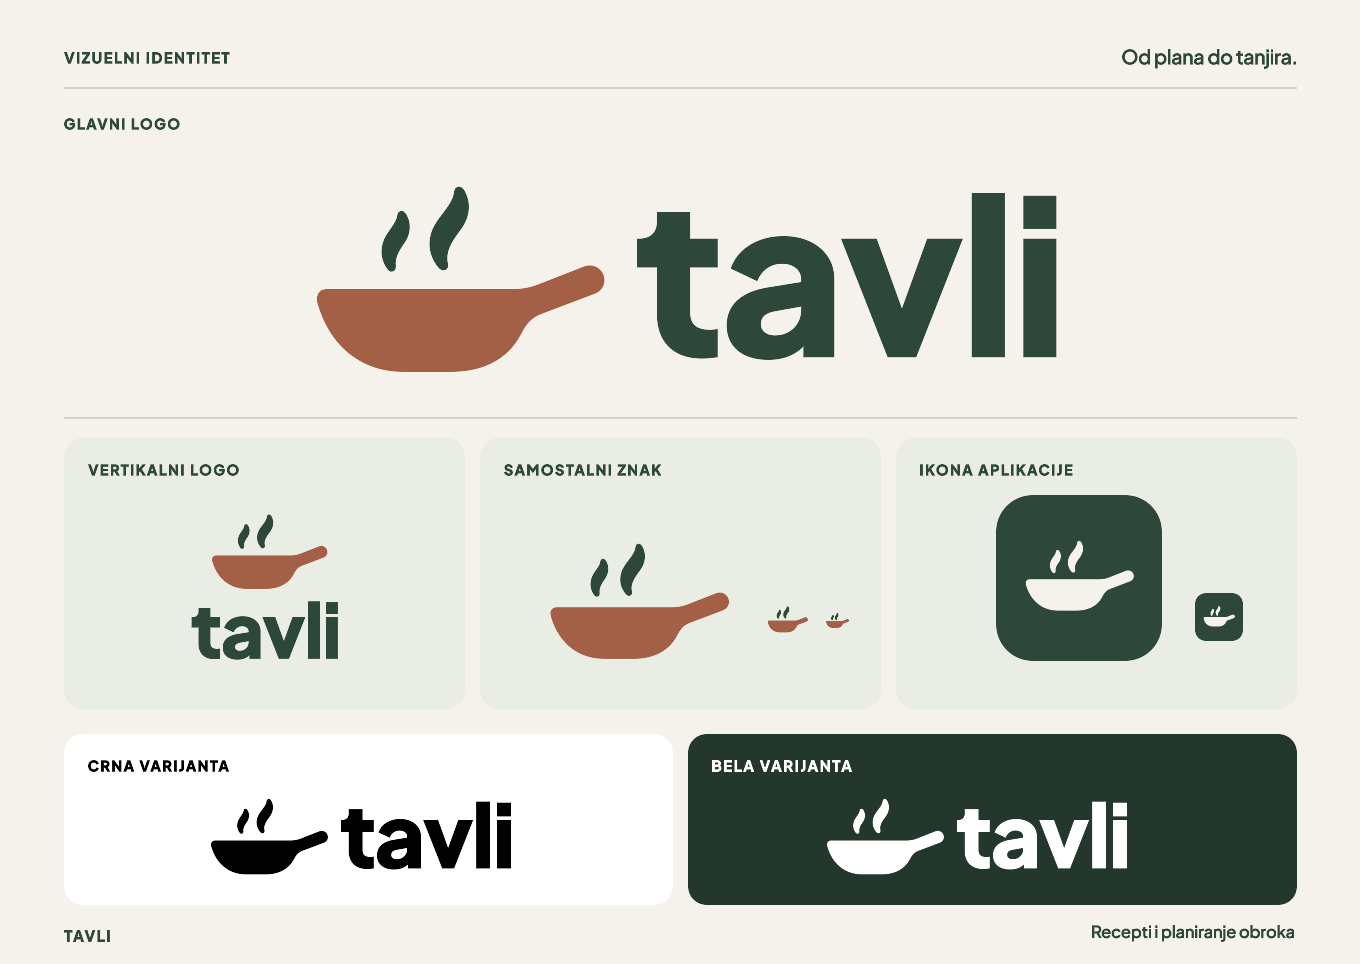 VIZUELNI IDENTITET
Od plana do tanjira.
GLAVNI LOGO
tavli
VERTIKALNI LOGO
tavli
SAMOSTALNI ZNAK
IKONA APLIKACIJE
CRNA VARIJANTA
tavli
BELA VARIJANTA
tavli
TAVLI
Recepti i planiranje obroka